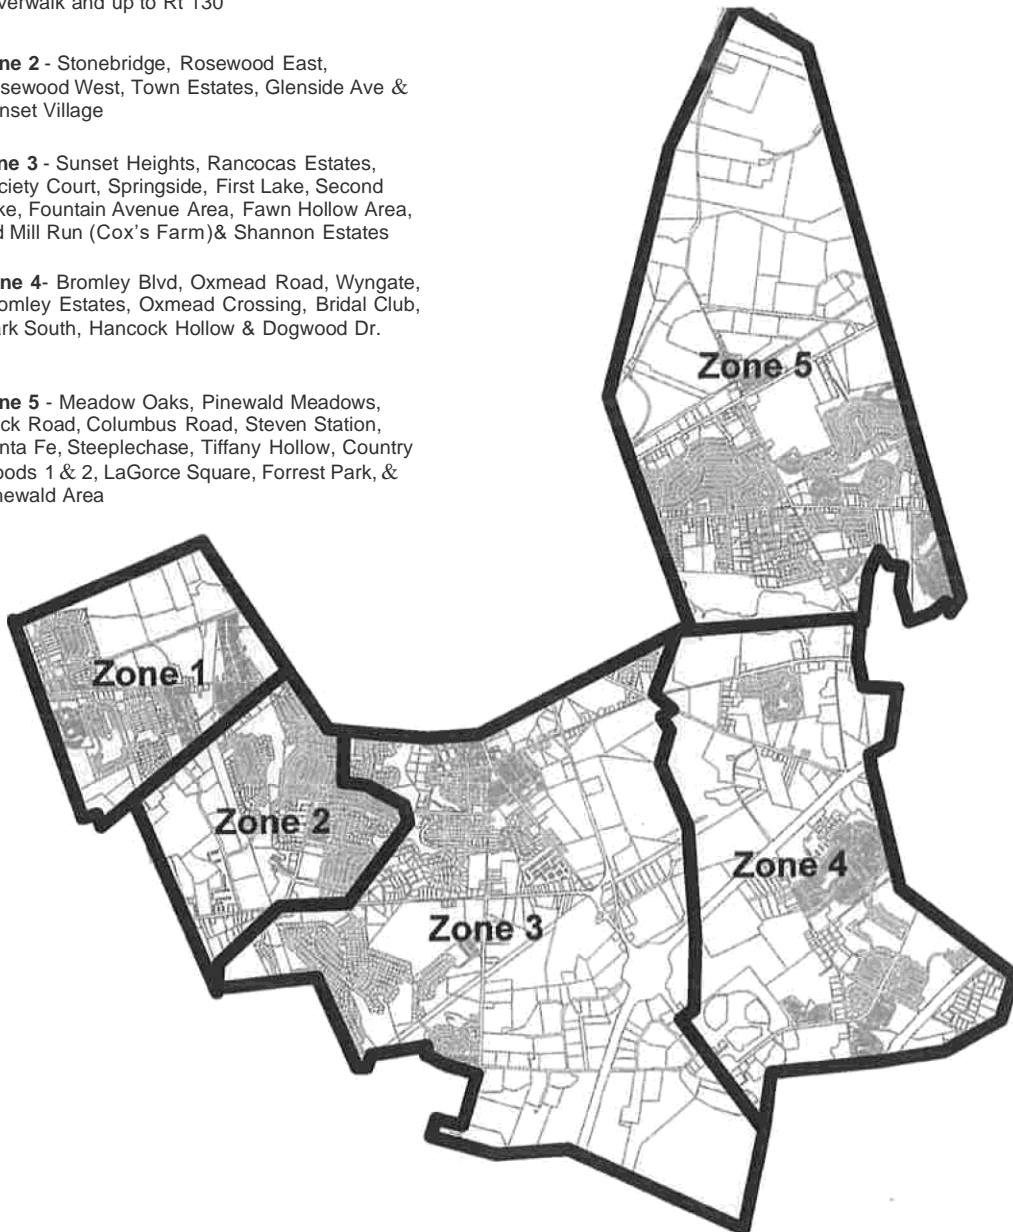 verwalk and up to Rt 130
ne 2 - Stonebridge, Rosewood East,
sewood West, Town Estates, Glenside Ave &
nset Village
ne 3 - Sunset Heights, Rancocas Estates,
ciety Court, Springside, First Lake, Second
ke, Fountain Avenue Area, Fawn Hollow Area,
d Mill Run (Cox's Farm)& Shannon Estates
ne 4- Bromley Blvd, Oxmead Road, Wyngate,
omley Estates, Oxmead Crossing, Bridal Club,
ark South, Hancock Hollow & Dogwood Dr.
ne 5 - Meadow Oaks, Pinewald Meadows,
ck Road, Columbus Road, Steven Station,
nta Fe, Steeplechase, Tiffany Hollow, Country
oods 1 & 2, LaGorce Square, Forrest Park, &
newald Area
Zone 5
Zone 1
Zone 2
Zone 4
Zone 3